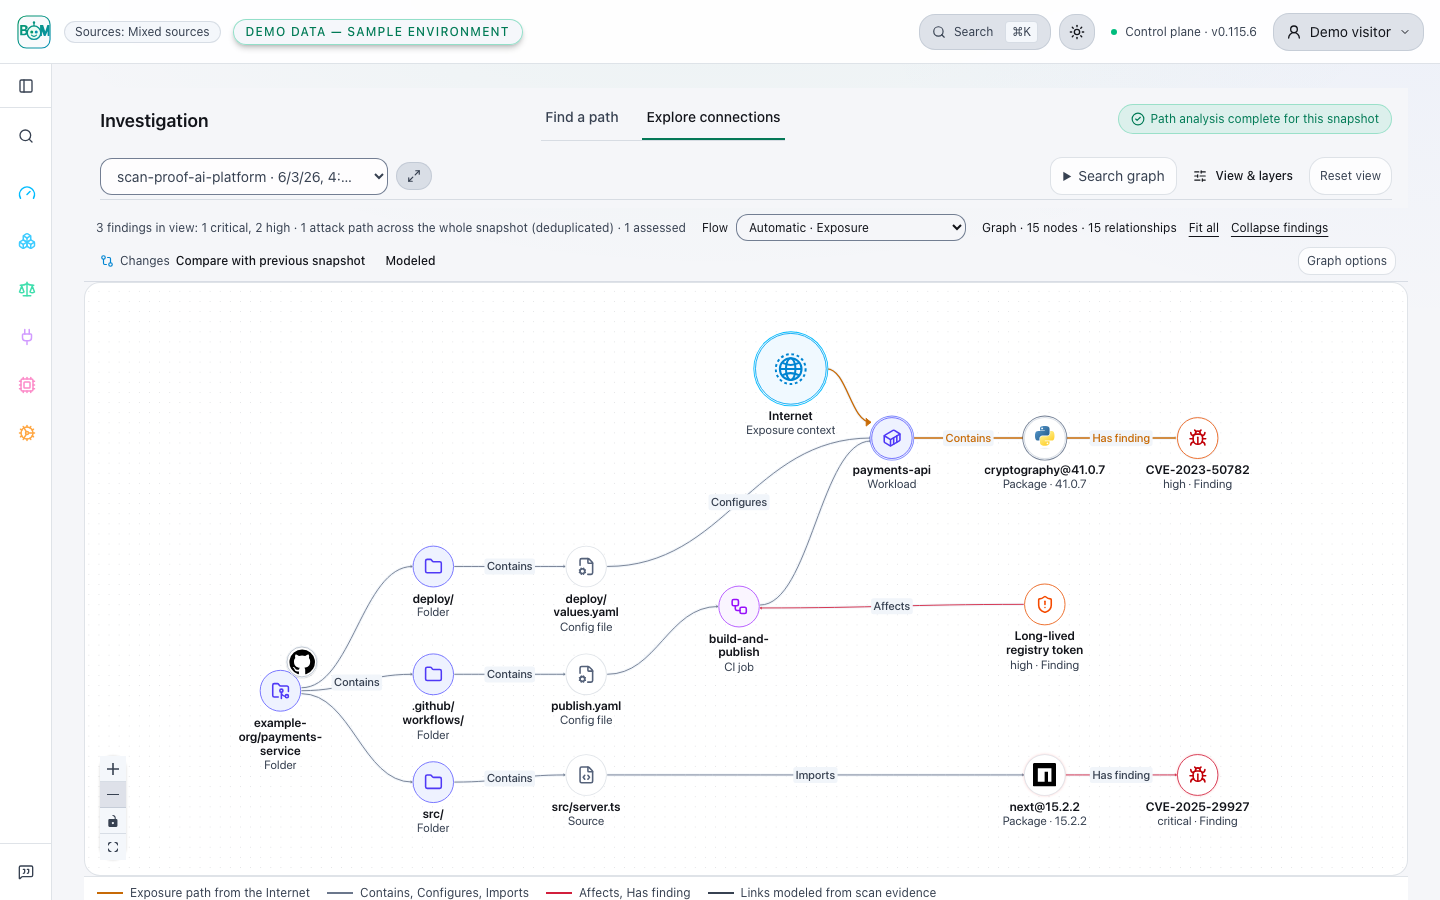 BOM
Sources: Mixed sources
DEMO DATA — SAMPLE ENVIRONMENT
Search
⌘K
Control plane · v0.115.6
Demo visitor
Investigation
Find a path
Explore connections
Path analysis complete for this snapshot
scan-proof-ai-platform · 6/3/26, 4:...
Search graph
View & layers
Reset view
3 findings in view: 1 critical, 2 high · 1 attack path across the whole snapshot (deduplicated) · 1 assessed
Flow
Automatic · Exposure
Graph · 15 nodes · 15 relationships
Fit all
Collapse findings
Changes
Compare with previous snapshot
Modeled
Graph options
Internet
Exposure context
Contains
Has finding
payments-api
Workload
cryptography@41.0.7
Package · 41.0.7
CVE-2023-50782
high · Finding
Configures
Contains
deploy/
Folder
deploy/
values.yaml
Config file
Affects
build-and-
publish
CI job
Long-lived
registry token
high · Finding
Contains
Contains
example-
org/payments-
service
Folder
.github/
workflows/
Folder
publish.yaml
Config file
Contains
Imports
Has finding
src/
Folder
src/server.ts
Source
next@15.2.2
Package · 15.2.2
CVE-2025-29927
critical · Finding
Exposure path from the Internet
Contains, Configures, Imports
Affects, Has finding
Links modeled from scan evidence